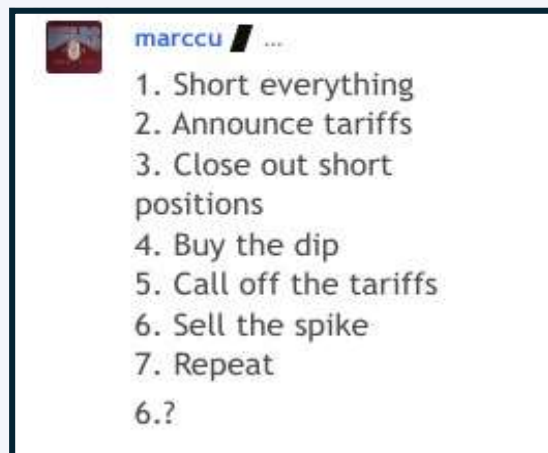 marccu ...
1. Short everything
2. Announce tariffs
3. Close out short
positions
4. Buy the dip
5. Call off the tariffs
6. Sell the spike
7. Repeat
6.?